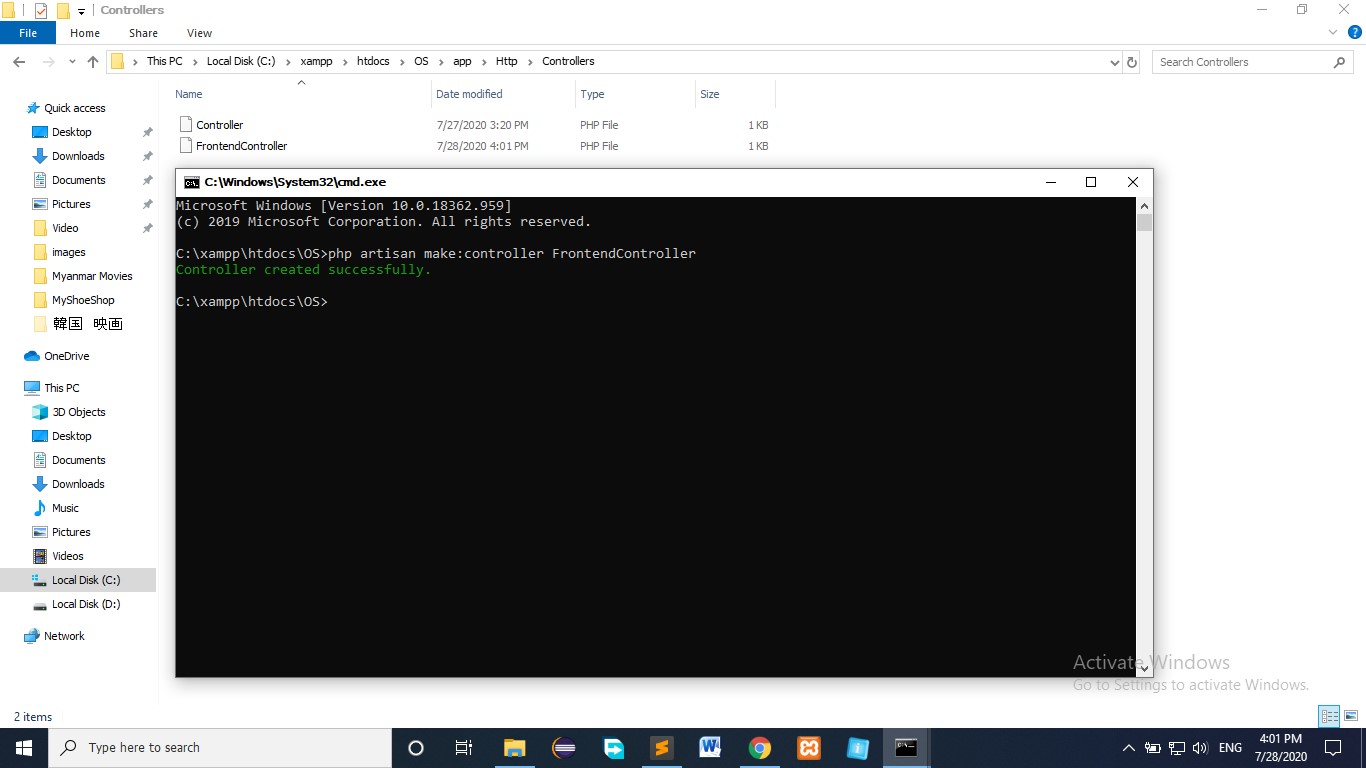 Controllers
File Home Share View
This PC Local Disk (C:) xampp htdocs OS app Http Controllers
Search Controllers
Name Date modified Type Size
Controller 7/27/2020 3:20 PM PHP File 1 KB
FrontendController 7/28/2020 4:01 PM PHP File 1 KB
Quick access
Desktop
Downloads
Documents
Pictures
Video
images
Myanmar Movies
MyShoeShop
韓国 映画
OneDrive
This PC
3D Objects
Desktop
Documents
Downloads
Music
Pictures
Videos
Local Disk (C:)
Local Disk (D:)
Network
C:\Windows\System32\cmd.exe
Microsoft Windows [Version 10.0.18362.959]
(c) 2019 Microsoft Corporation. All rights reserved.
C:\xampp\htdocs\OS>php artisan make:controller FrontendController
Controller created successfully.
C:\xampp\htdocs\OS>
Activate Windows
Go to Settings to activate Windows.
2 items
Type here to search
ENG
4:01 PM
7/28/2020